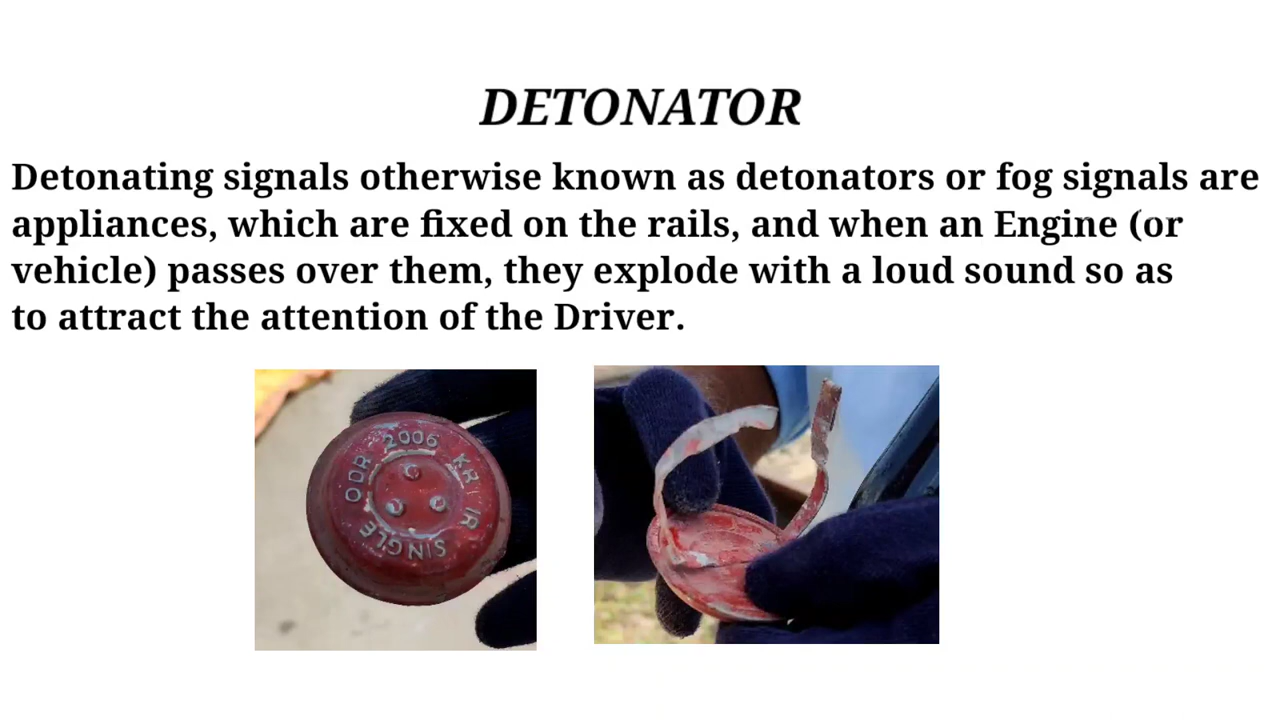 DETONATOR
Detonating signals otherwise known as detonators or fog signals are
appliances, which are fixed on the rails, and when an Engine (or
vehicle) passes over them, they explode with a loud sound so as
to attract the attention of the Driver.
ODR 2006 KR IR SINGLE